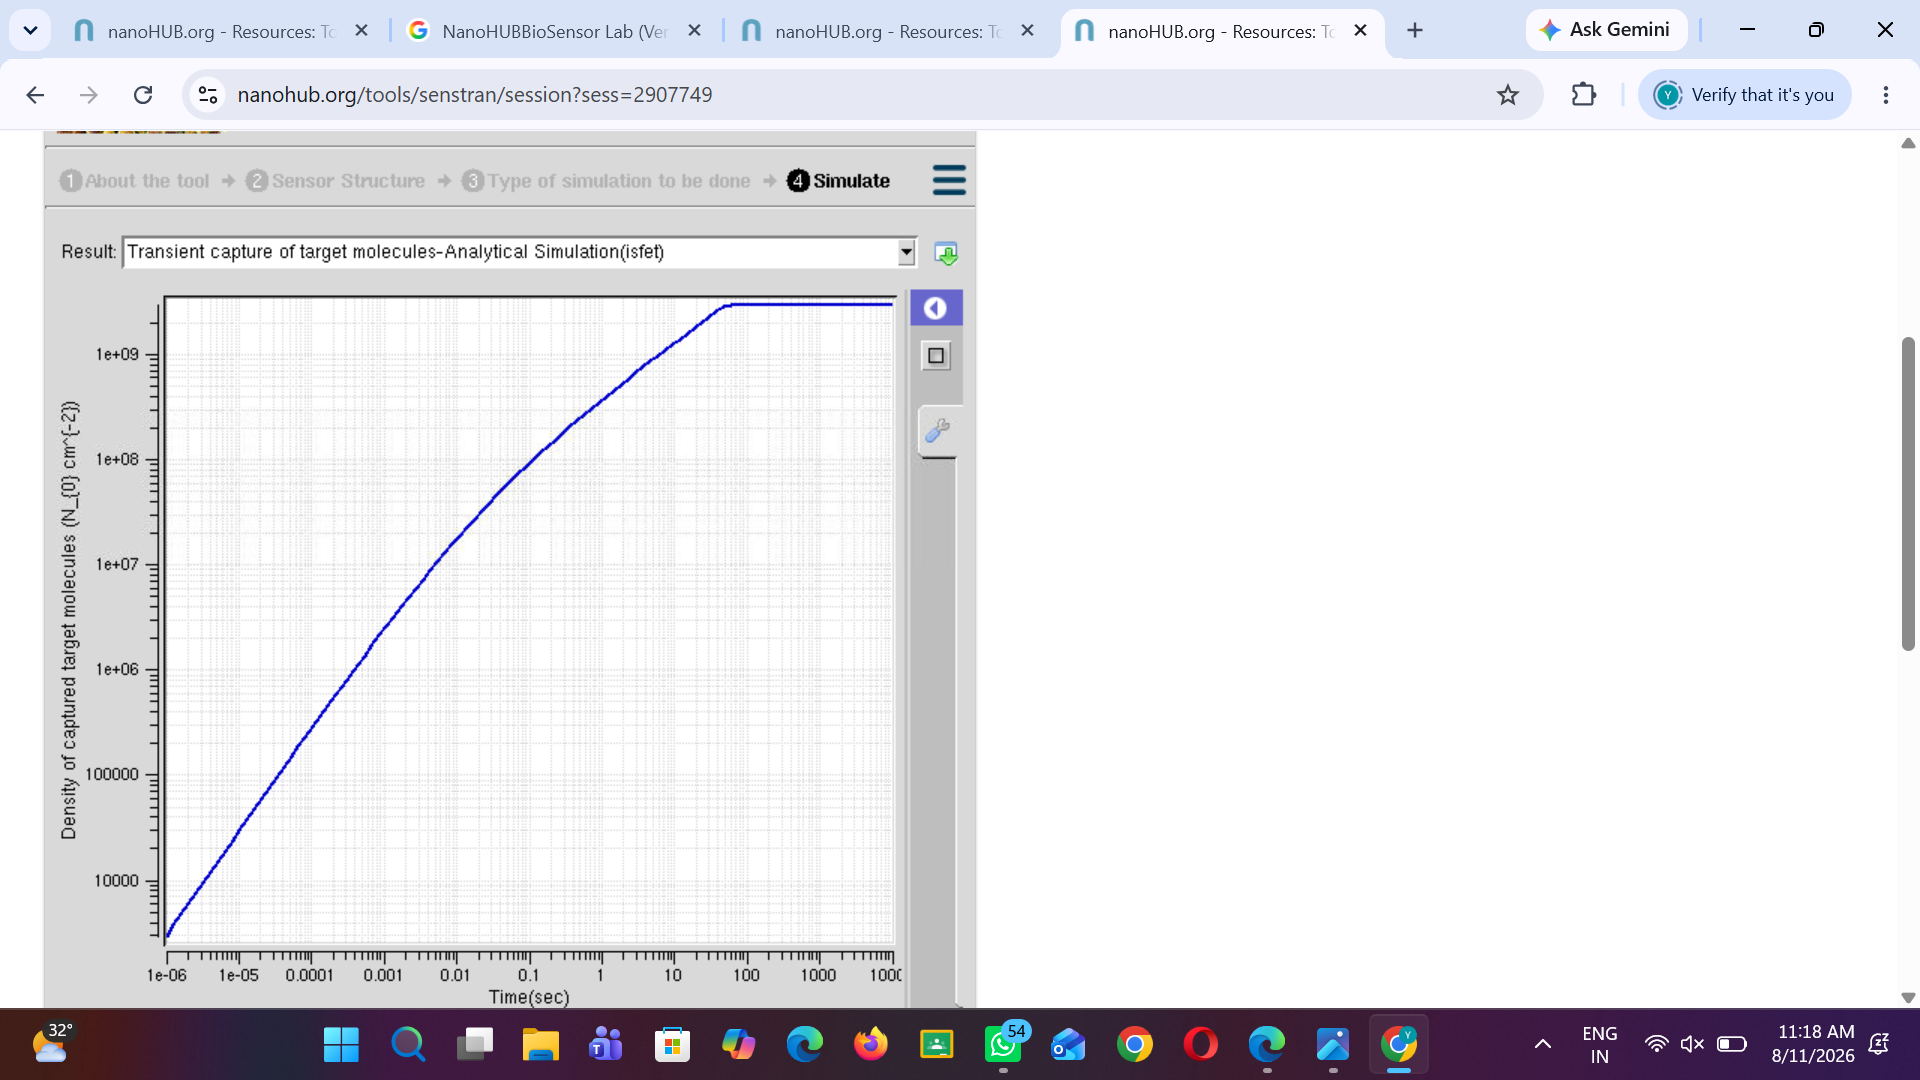 nanoHUB.org - Resources: To
NanoHUBBioSensor Lab (Ver
nanoHUB.org - Resources: To
nanoHUB.org - Resources: To
Ask Gemini
nanohub.org/tools/senstran/session?sess=2907749
Y
Verify that it's you
1 About the tool
2 Sensor Structure
3 Type of simulation to be done
4 Simulate
Result: Transient capture of target molecules-Analytical Simulation(isfet)
Density of captured target molecules (N_{0} cm^{-2})
1e+09
1e+08
1e+07
1e+06
100000
10000
1e-06 1e-05 0.0001 0.001 0.01 0.1 1 10 100 1000 1000
Time(sec)
32°
54
Y
ENG
IN
11:18 AM
8/11/2026